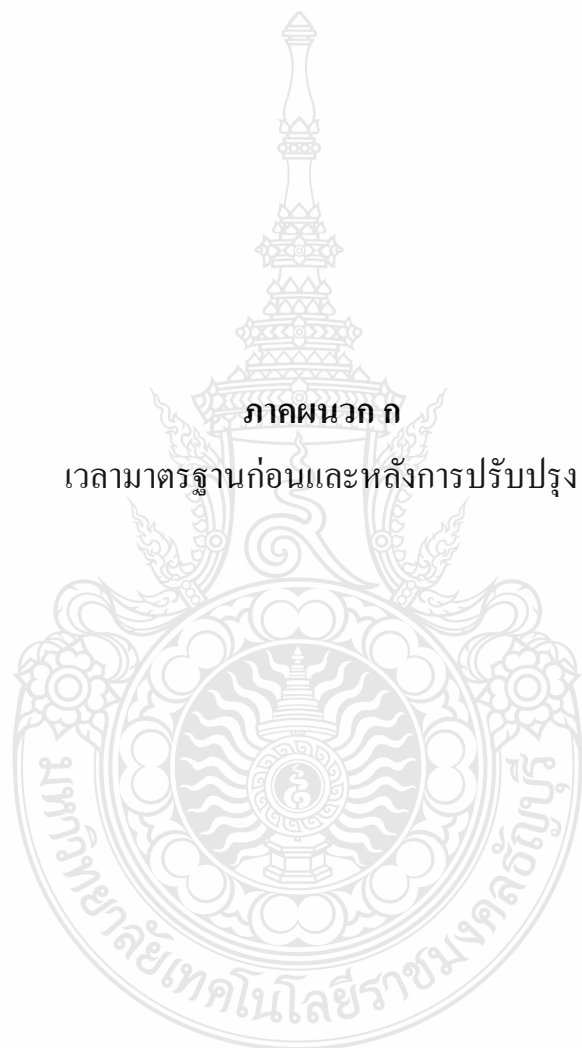 ภาคผนวก ก
เวลามาตรฐานก่อนและหลังการปรับปรุง
มหาวิทยาลัยเทคโนโลยีราชมงคลธัญบุรี